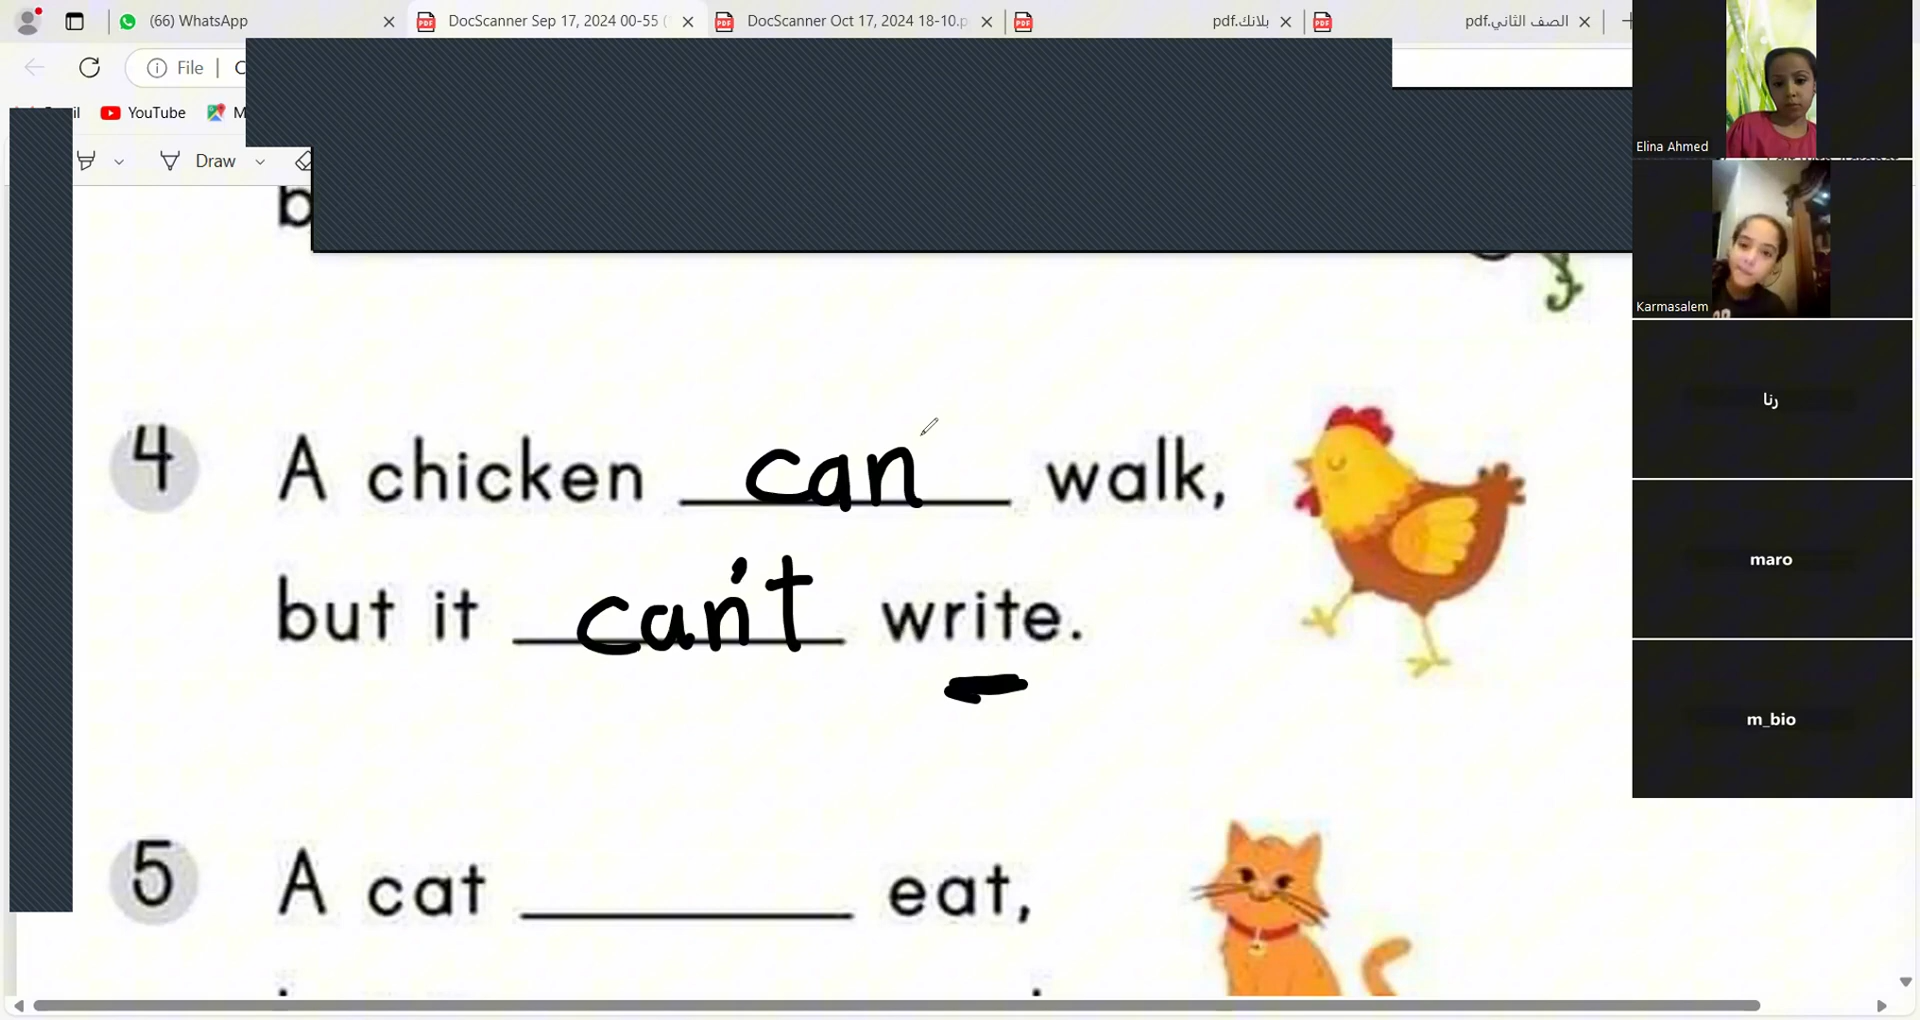 (66) WhatsApp
DocScanner Sep 17, 2024 00-55 (
DocScanner Oct 17, 2024 18-10.p
بلانك.pdf
الصف الثاني.pdf
File
YouTube
Draw
Elina Ahmed
Karmasalem
رنا
maro
m_bio
4 A chicken can walk,
but it can't write.
5 A cat ________ eat,